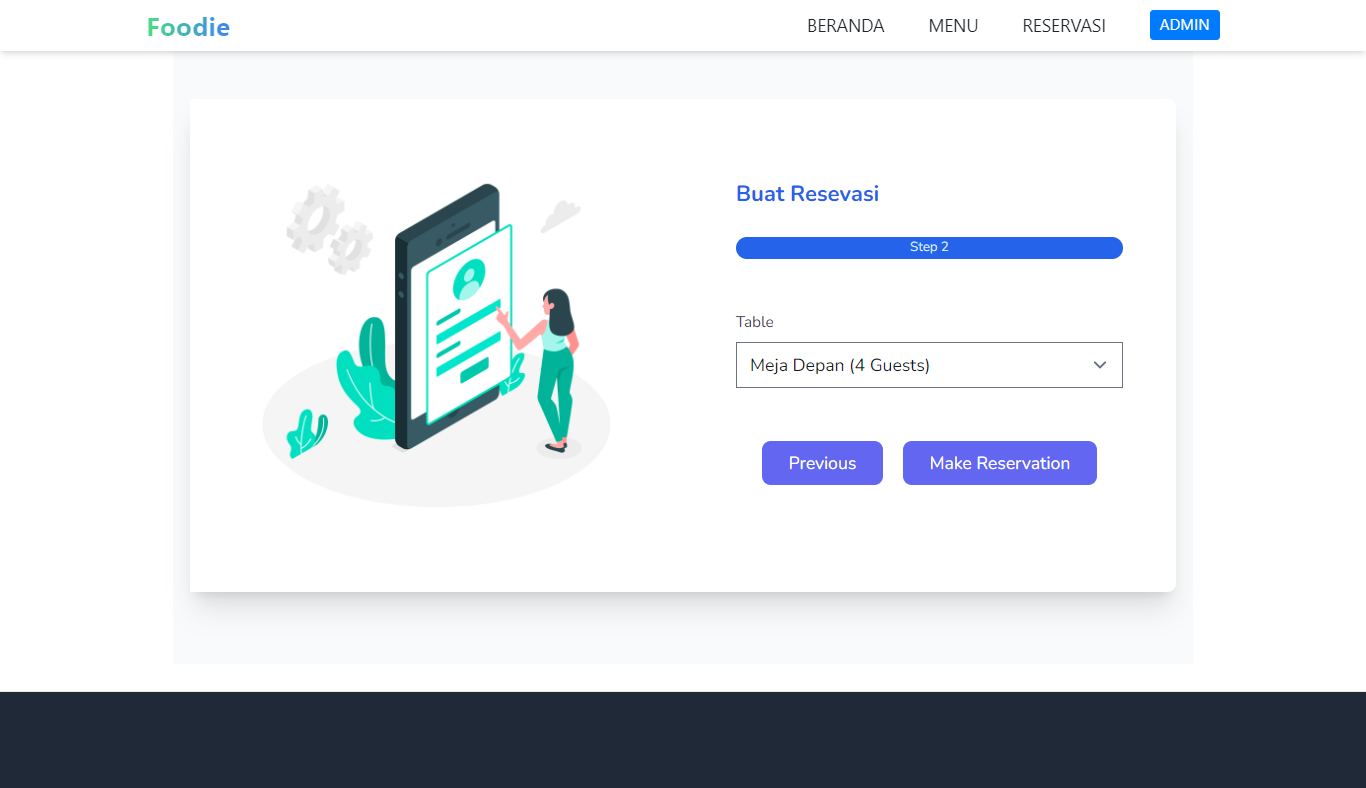 Foodie
BERANDA MENU RESERVASI ADMIN
Buat Resevasi
Step 2
Table
Meja Depan (4 Guests)
Previous Make Reservation